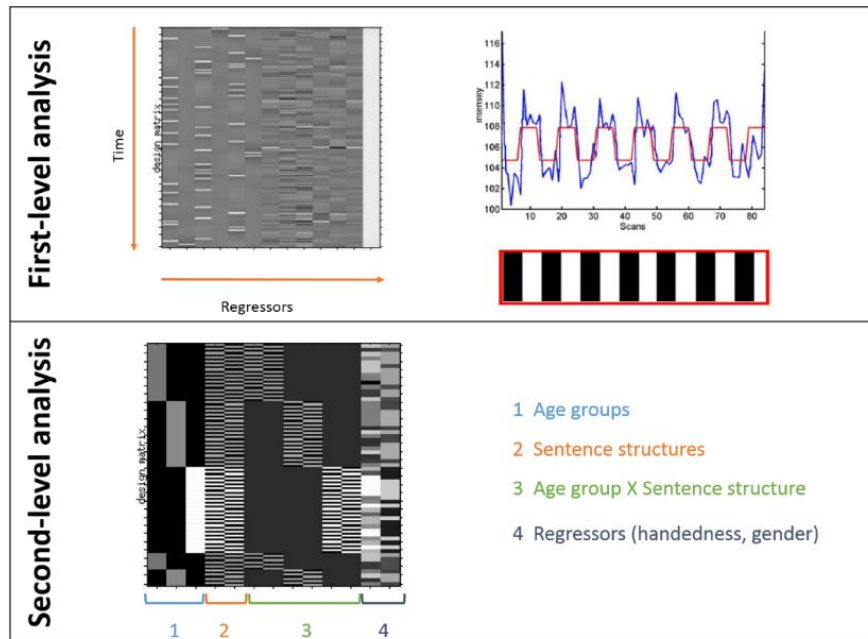 First-level analysis
Time
design matrix
Regressors
intensity
116
114
112
110
108
106
104
102
100
10 20 30 40 50 60 70 80
Scans
Second-level analysis
design matrix
1 2 3 4
1 Age groups
2 Sentence structures
3 Age group X Sentence structure
4 Regressors (handedness, gender)